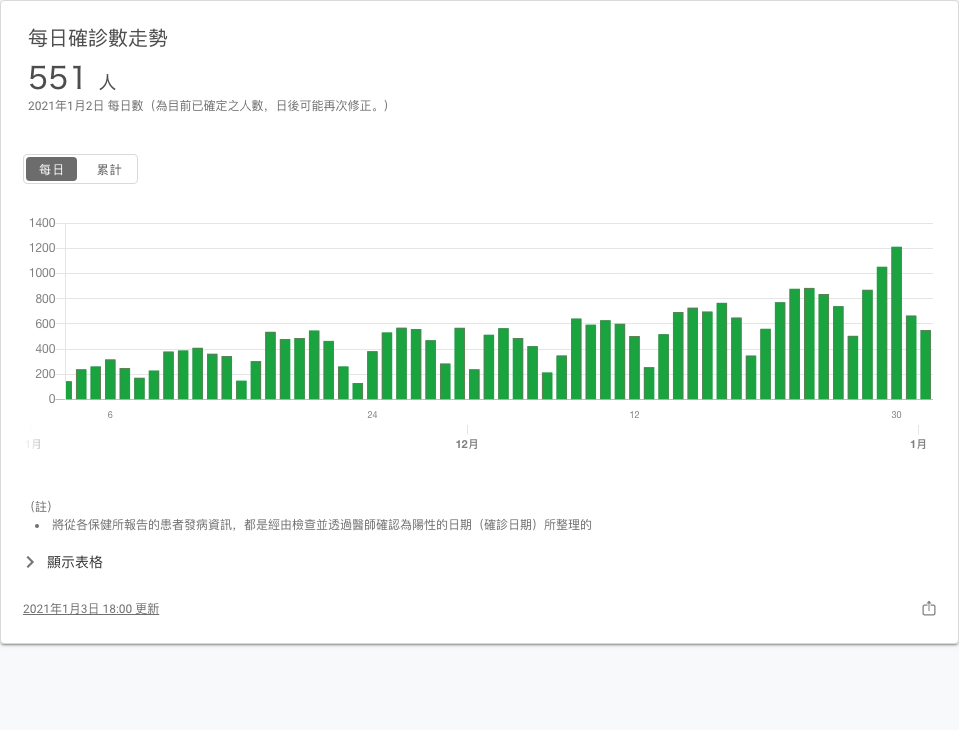 每日確診數走勢
551 人
2021年1月2日 每日數（為目前已確定之人數，日後可能再次修正。）
每日 累計
1400
1200
1000
800
600
400
200
0
6 24 12 30
月 12月 1月
（註）
• 將從各保健所報告的患者發病資訊，都是經由檢查並透過醫師確認為陽性的日期（確診日期）所整理的
顯示表格
2021年1月3日 18:00 更新